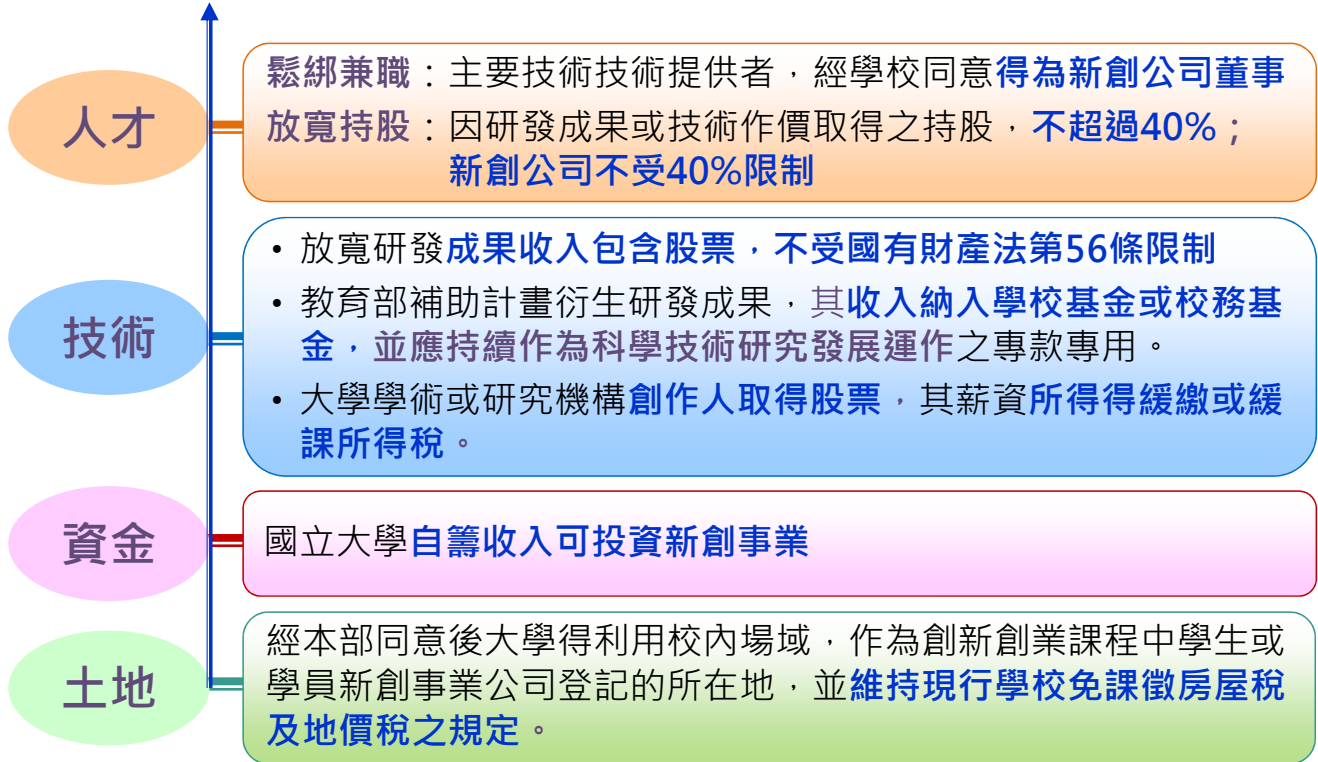 人才
鬆綁兼職：主要技術技術提供者，經學校同意得為新創公司董事
放寬持股：因研發成果或技術作價取得之持股，不超過40%；
新創公司不受40%限制
技術
• 放寬研發成果收入包含股票，不受國有財產法第56條限制
• 教育部補助計畫衍生研發成果，其收入納入學校基金或校務基
金，並應持續作為科學技術研究發展運作之專款專用。
• 大學學術或研究機構創作人取得股票，其薪資所得得緩繳或緩
課所得稅。
資金
國立大學自籌收入可投資新創事業
土地
經本部同意後大學得利用校內場域，作為創新創業課程中學生或
學員新創事業公司登記的所在地，並維持現行學校免課徵房屋稅
及地價稅之規定。